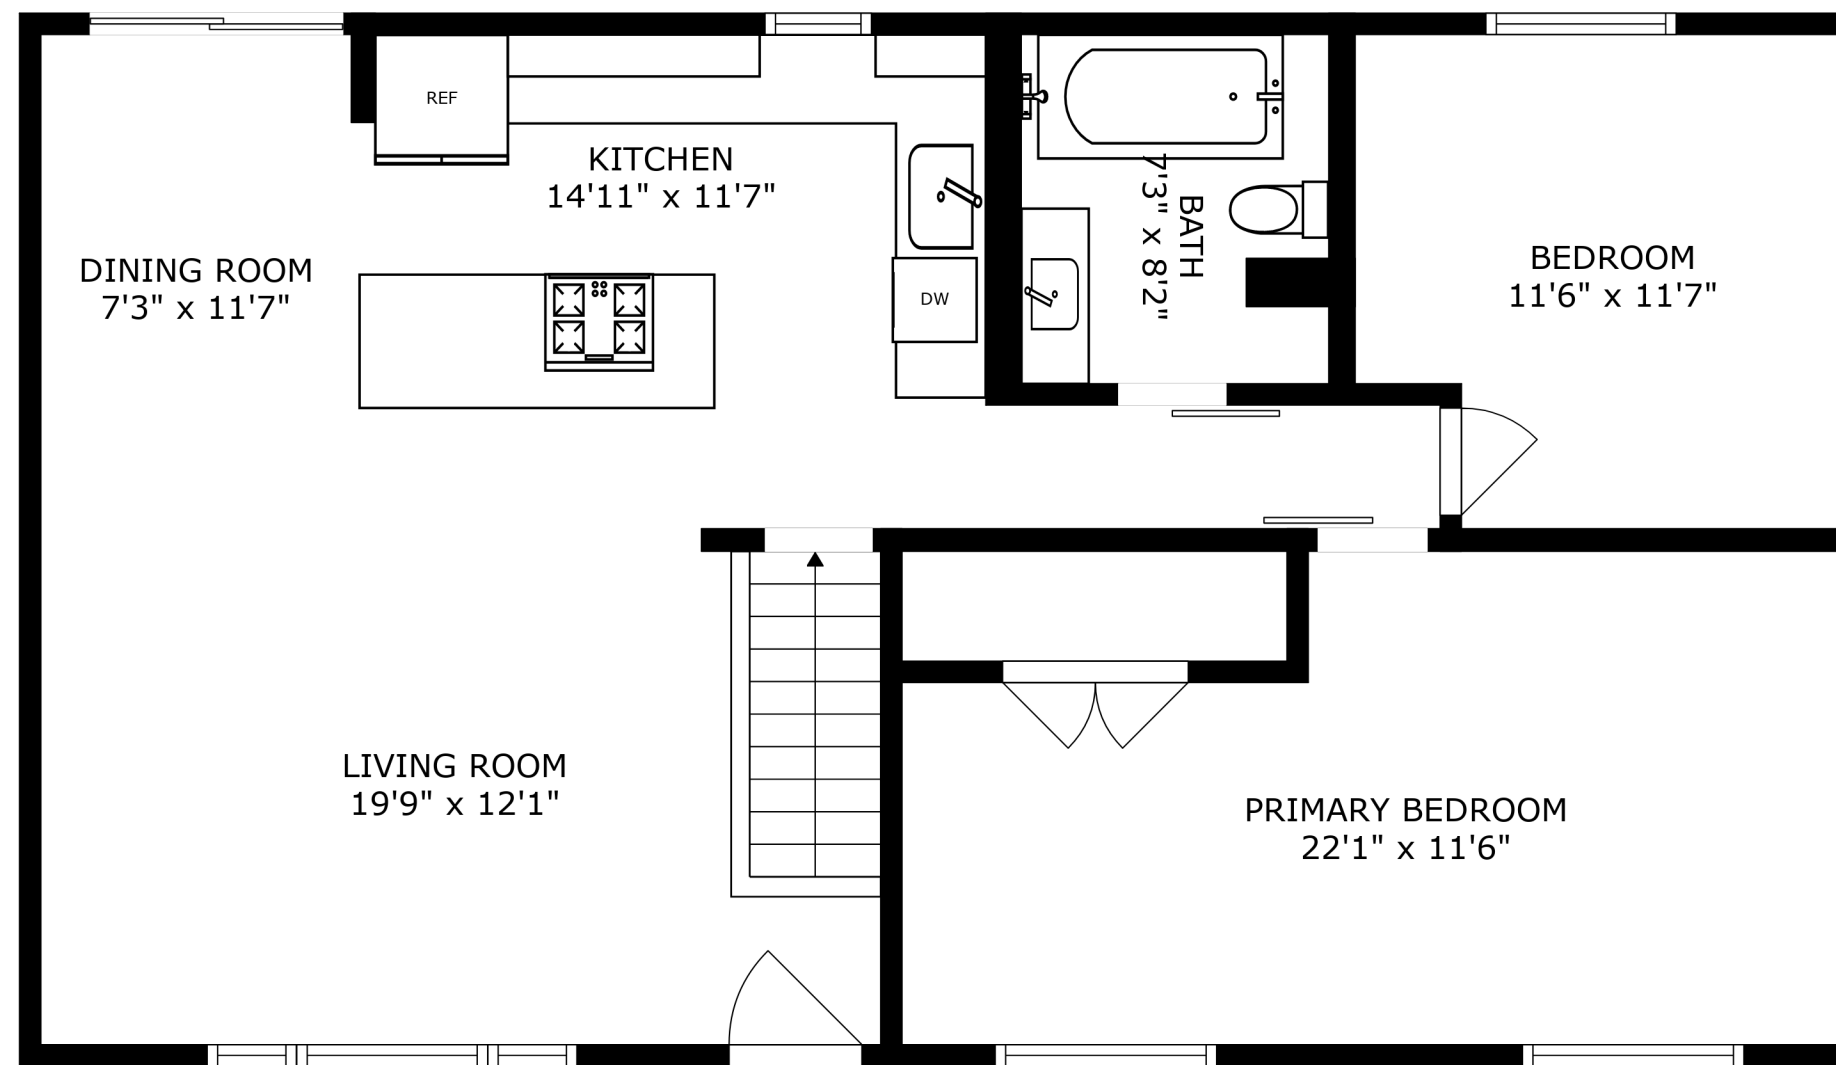 REF
KITCHEN
14'11" x 11'7"
DINING ROOM
7'3" x 11'7"
DW
BATH
7'3" x 8'2"
BEDROOM
11'6" x 11'7"
LIVING ROOM
19'9" x 12'1"
PRIMARY BEDROOM
22'1" x 11'6"